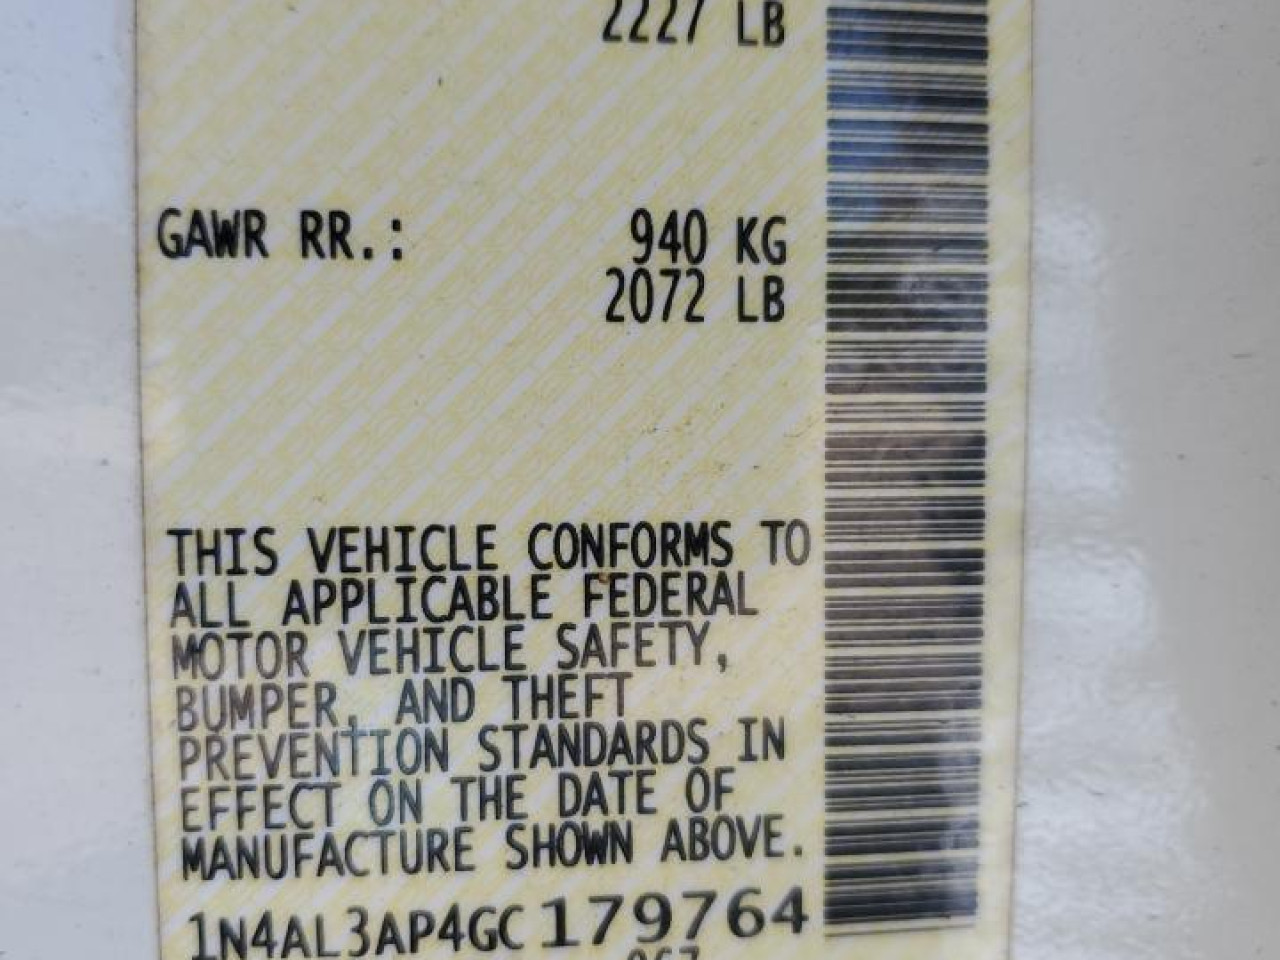 2227 LB
GAWR RR.: 940 KG
2072 LB
THIS VEHICLE CONFORMS TO
ALL APPLICABLE FEDERAL
MOTOR VEHICLE SAFETY,
BUMPER, AND THEFT
PREVENTION STANDARDS IN
EFFECT ON THE DATE OF
MANUFACTURE SHOWN ABOVE.
1N4AL3AP4GC179764